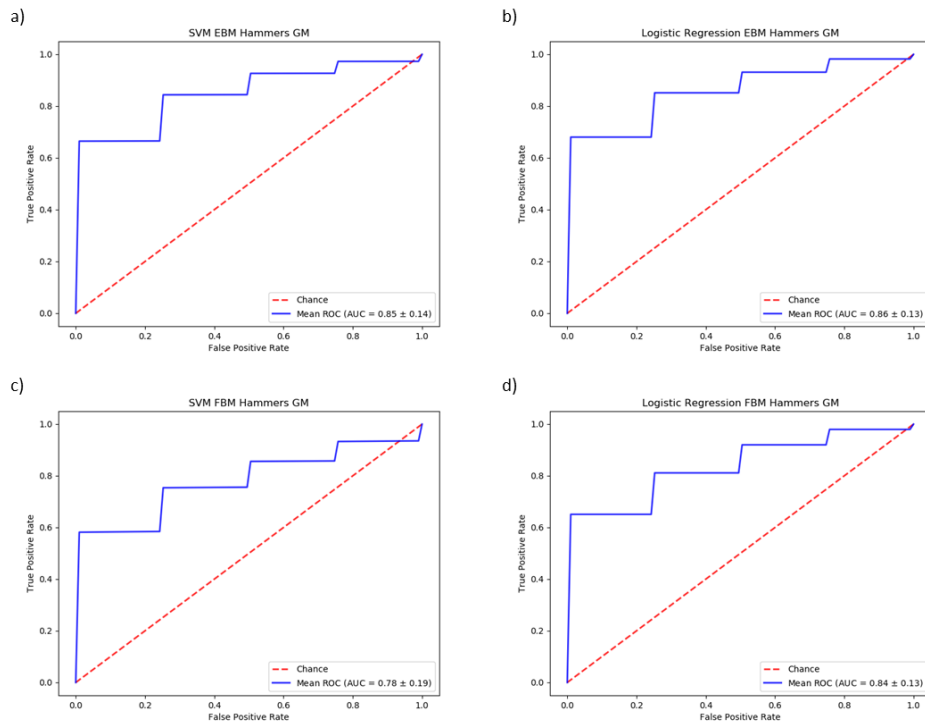 a)
SVM EBM Hammers GM
1.0
0.8
0.6
0.4
0.2
0.0
True Positive Rate
0.0 0.2 0.4 0.6 0.8 1.0
False Positive Rate
Chance
Mean ROC (AUC = 0.85 ± 0.14)
b)
Logistic Regression EBM Hammers GM
1.0
0.8
0.6
0.4
0.2
0.0
True Positive Rate
0.0 0.2 0.4 0.6 0.8 1.0
False Positive Rate
Chance
Mean ROC (AUC = 0.86 ± 0.13)
c)
SVM FBM Hammers GM
1.0
0.8
0.6
0.4
0.2
0.0
True Positive Rate
0.0 0.2 0.4 0.6 0.8 1.0
False Positive Rate
Chance
Mean ROC (AUC = 0.78 ± 0.19)
d)
Logistic Regression FBM Hammers GM
1.0
0.8
0.6
0.4
0.2
0.0
True Positive Rate
0.0 0.2 0.4 0.6 0.8 1.0
False Positive Rate
Chance
Mean ROC (AUC = 0.84 ± 0.13)